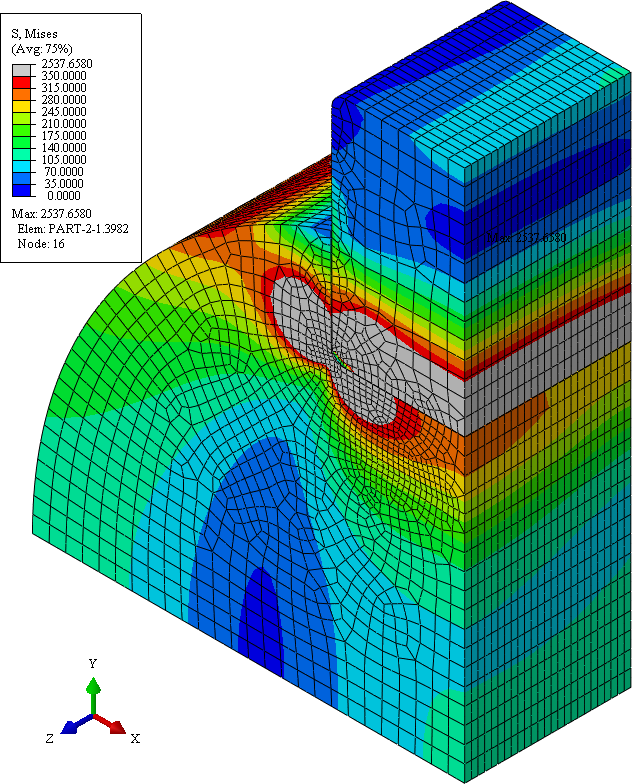 S, Mises
(Avg: 75%)
2537.6580
350.0000
315.0000
280.0000
245.0000
210.0000
175.0000
140.0000
105.0000
70.0000
35.0000
0.0000
Max: 2537.6580
Elem: PART-2-1.3982
Node: 16
Max 2537.6580
Y
Z
X